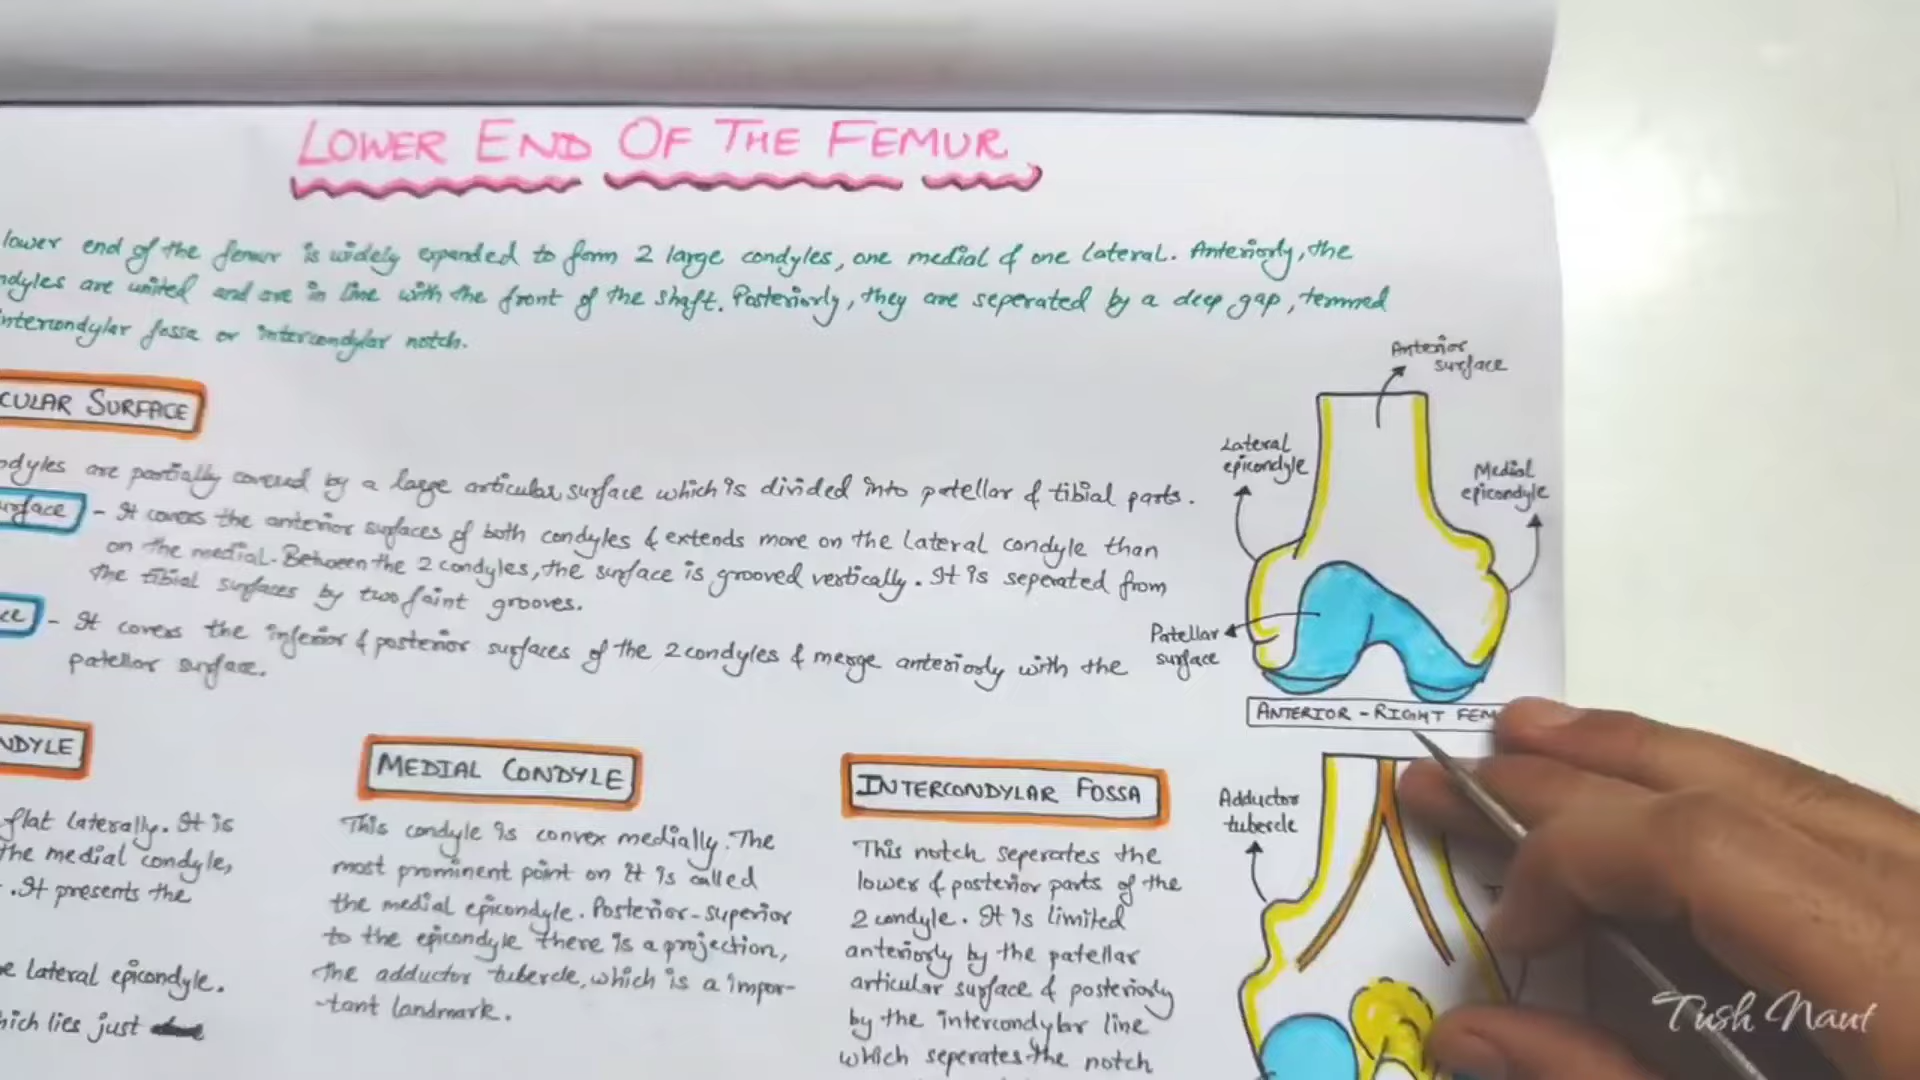 LOWER END OF THE FEMUR
lower end of the femur is widely expanded to form 2 large condyles, one medial & one lateral. Anteriorly, the
ndyles are united and are in line with the front of the shaft. Posteriorly, they are seperated by a deep gap, termed
intercondylar fossa or intercondylar notch.
CULAR SURFACE
ndyles are partially covered by a large articular surface which is divided into patellar & tibial parts.
urface - It covers the anterior surfaces of both condyles & extends more on the lateral condyle than
on the medial. Between the 2 condyles, the surface is grooved vertically. It is seperated from
the tibial surfaces by two faint grooves.
ce - It covers the inferior & posterior surfaces of the 2 condyles & merge anteriorly with the
patellar surface.
Anterior
surface
Lateral
epicondyle
Medial
epicondyle
Patellar
surface
ANTERIOR - RIGHT FEM
NDYLE
flat laterally. It is
the medial condyle,
. It presents the
e lateral epicondyle.
hich lies just
MEDIAL CONDYLE
This condyle is convex medially. The
most prominent point on it is called
the medial epicondyle. Posterior-superior
to the epicondyle there is a projection,
the adductor tubercle, which is a impor-
-tant landmark.
INTERCONDYLAR FOSSA
This notch seperates the
lower & posterior parts of the
2 condyle. It is limited
anteriorly by the patellar
articular surface & posteriorly
by the intercondylar line
which seperates the notch
Adductor
tubercle
Tush Naut